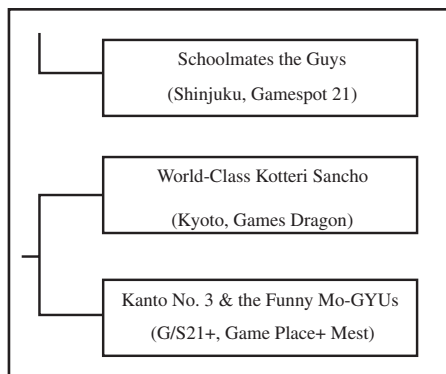 Schoolmates the Guys
(Shinjuku, Gamespot 21)
World-Class Kotteri Sancho
(Kyoto, Games Dragon)
Kanto No. 3 & the Funny Mo-GYUs
(G/S21+, Game Place+ Mest)